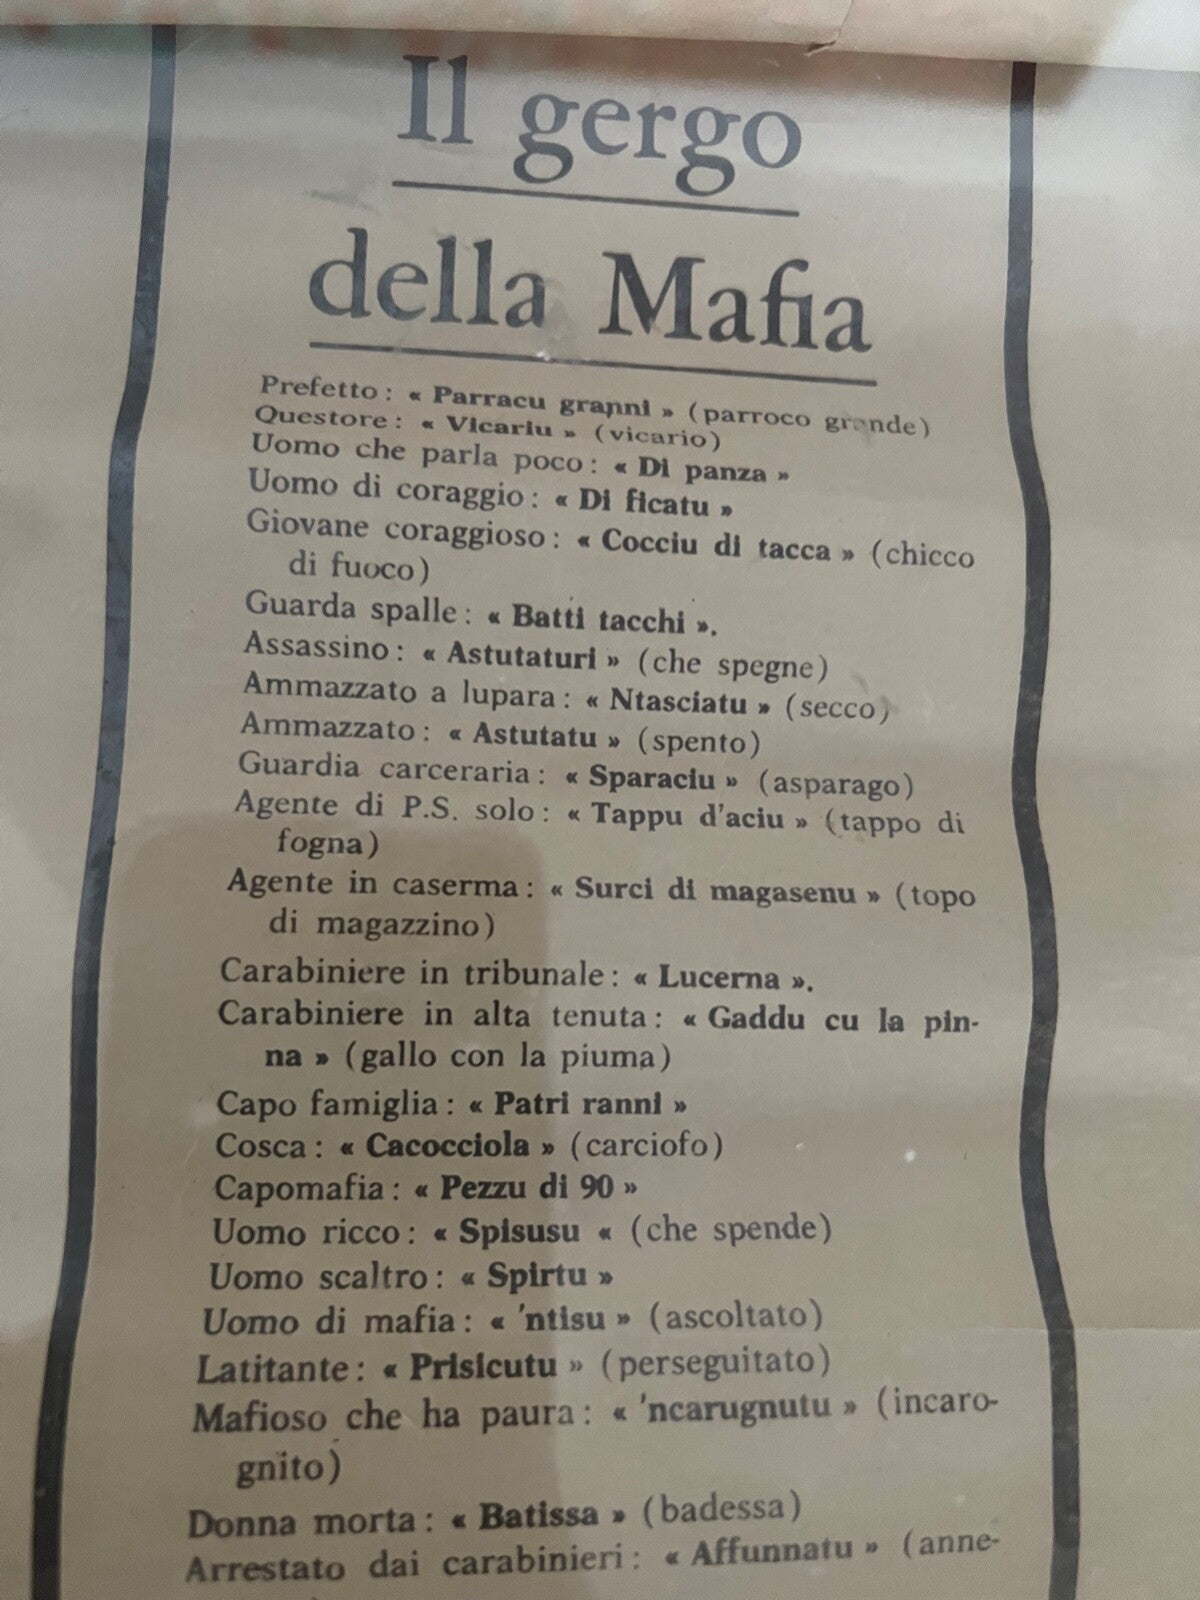 Il gergo
della Mafia
Prefetto: « Parracu granni » (parroco grande)
Questore: « Vicariu » (vicario)
Uomo che parla poco: « Di panza »
Uomo di coraggio: « Di ficatu »
Giovane coraggioso: « Cocciu di tacca » (chicco
di fuoco)
Guarda spalle: « Batti tacchi ».
Assassino: « Astutaturi » (che spegne)
Ammazzato a lupara: « Ntasciatu » (secco)
Ammazzato: « Astutatu » (spento)
Guardia carceraria: « Sparaciu » (asparago)
Agente di P.S. solo: « Tappu d'aciu » (tappo di
fogna)
Agente in caserma: « Surci di magasenu » (topo
di magazzino)
Carabiniere in tribunale: « Lucerna ».
Carabiniere in alta tenuta: « Gaddu cu la pin-
na » (gallo con la piuma)
Capo famiglia: « Patri ranni »
Cosca: « Cacocciola » (carciofo)
Capomafia: « Pezzu di 90 »
Uomo ricco: « Spisusu « (che spende)
Uomo scaltro: « Spirtu »
Uomo di mafia: « 'ntisu » (ascoltato)
Latitante: « Prisicutu » (perseguitato)
Mafioso che ha paura: « 'ncarugnutu » (incaro-
gnito)
Donna morta: « Batissa » (badessa)
Arrestato dai carabinieri: « Affunnatu » (anne-